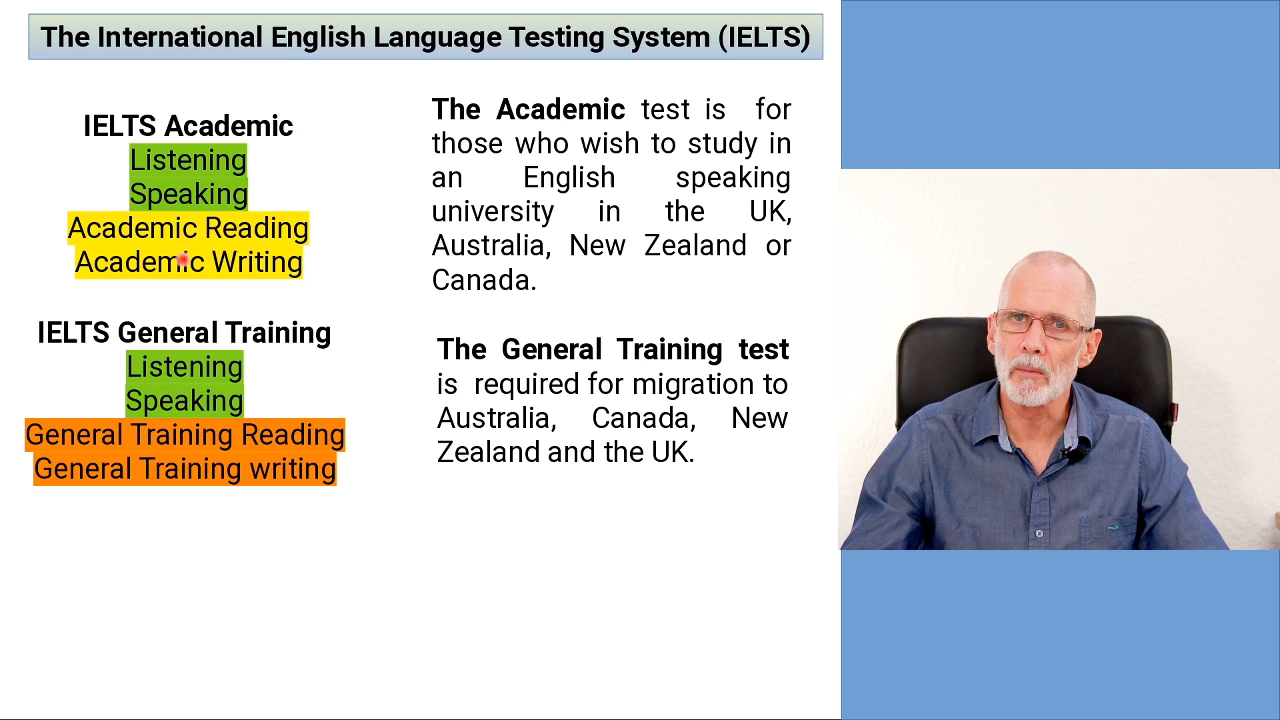 The International English Language Testing System (IELTS)
IELTS Academic
Listening
Speaking
Academic Reading
Academic Writing
IELTS General Training
Listening
Speaking
General Training Reading
General Training writing
The Academic test is for
those who wish to study in
an English speaking
university in the UK,
Australia, New Zealand or
Canada.
The General Training test
is required for migration to
Australia, Canada, New
Zealand and the UK.